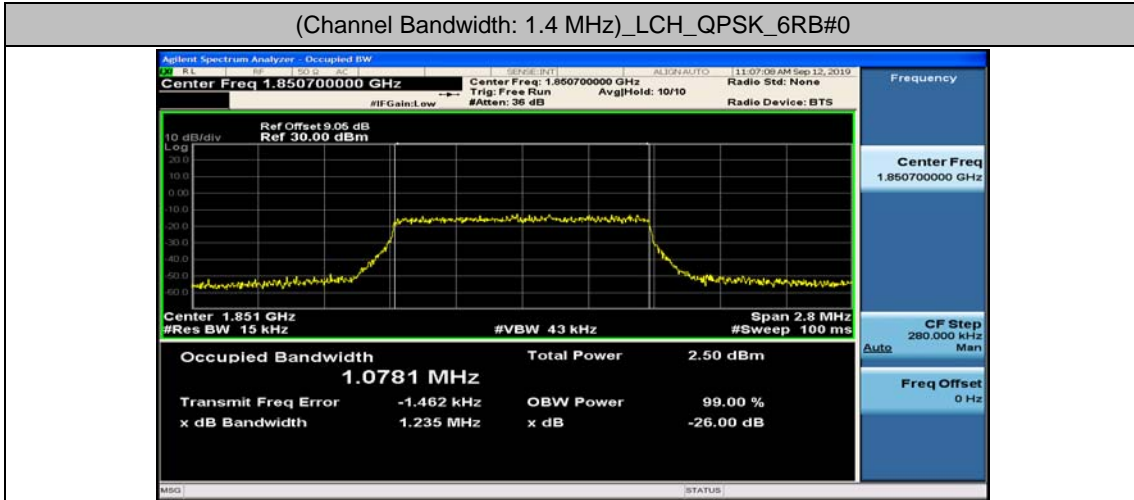 (Channel Bandwidth: 1.4 MHz)_LCH_QPSK_6RB#0
Agilent Spectrum Analyzer - Occupied BW
RL RF 50 Ω AC SENSE:INT ALIGN AUTO 11:07:08 AM Sep 12, 2019
Center Freq 1.850700000 GHz
Center Freq: 1.850700000 GHz
Radio Std: None
Trig: Free Run Avg|Hold: 10/10
#IFGain:Low
#Atten: 36 dB
Radio Device: BTS
Ref Offset 9.05 dB
10 dB/div Ref 30.00 dBm
Log
20.0
10.0
0.00
-10.0
-20.0
-30.0
-40.0
-50.0
-60.0
Center 1.851 GHz Span 2.8 MHz
#Res BW 15 kHz #VBW 43 kHz #Sweep 100 ms
Occupied Bandwidth Total Power 2.50 dBm
1.0781 MHz
Transmit Freq Error -1.462 kHz OBW Power 99.00 %
x dB Bandwidth 1.235 MHz x dB -26.00 dB
MSG STATUS
Frequency
Center Freq
1.850700000 GHz
CF Step
280.000 kHz
Auto Man
Freq Offset
0 Hz